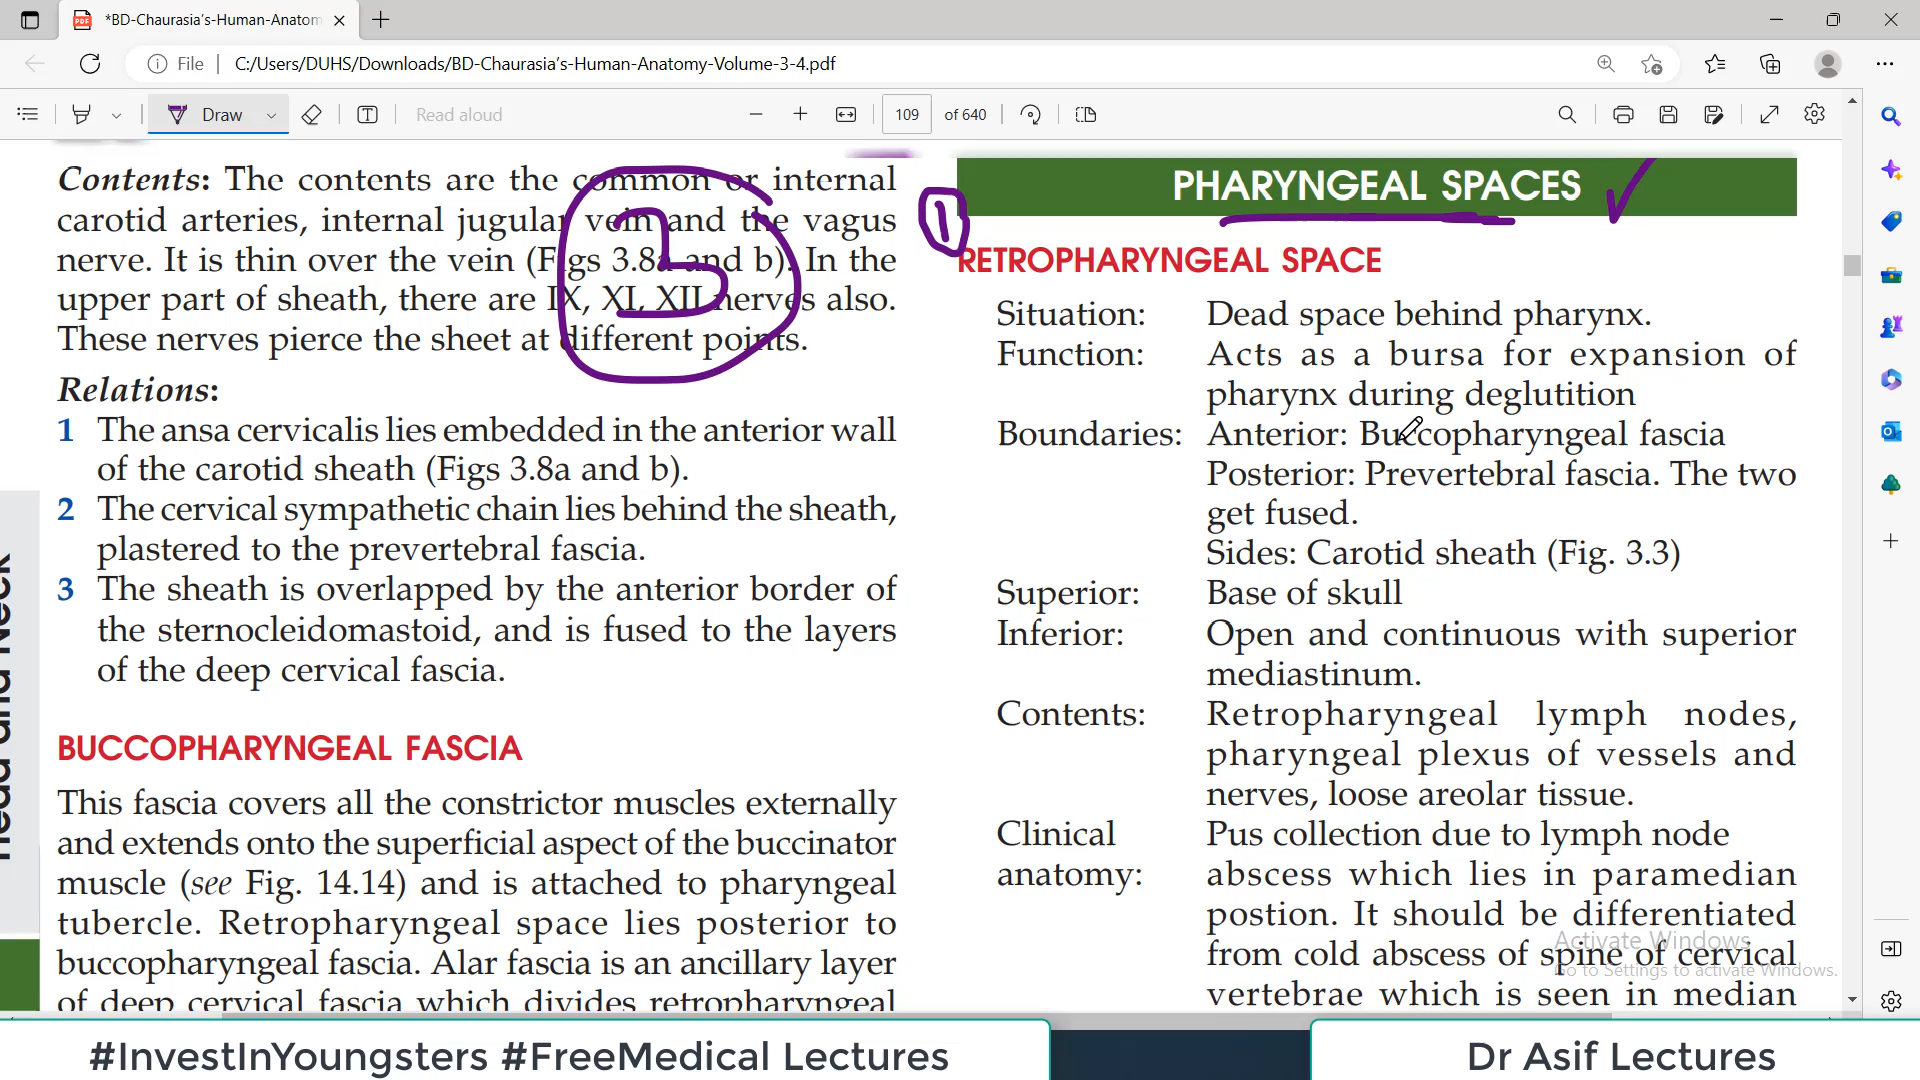 *BD-Chaurasia's-Human-Anatom
File
C:/Users/DUHS/Downloads/BD-Chaurasia's-Human-Anatomy-Volume-3-4.pdf
Draw
Read aloud
109 of 640
Contents: The contents are the common or internal
carotid arteries, internal jugular vein and the vagus
nerve. It is thin over the vein (Figs 3.8a and b). In the
upper part of sheath, there are IX, XI, XII nerves also.
These nerves pierce the sheet at different points.
Relations:
1 The ansa cervicalis lies embedded in the anterior wall
of the carotid sheath (Figs 3.8a and b).
2 The cervical sympathetic chain lies behind the sheath,
plastered to the prevertebral fascia.
3 The sheath is overlapped by the anterior border of
the sternocleidomastoid, and is fused to the layers
of the deep cervical fascia.
BUCCOPHARYNGEAL FASCIA
This fascia covers all the constrictor muscles externally
and extends onto the superficial aspect of the buccinator
muscle (see Fig. 14.14) and is attached to pharyngeal
tubercle. Retropharyngeal space lies posterior to
buccopharyngeal fascia. Alar fascia is an ancillary layer
of deep cervical fascia which divides retropharyngeal
Head and Neck
PHARYNGEAL SPACES
1
RETROPHARYNGEAL SPACE
Situation: Dead space behind pharynx.
Function: Acts as a bursa for expansion of
pharynx during deglutition
Boundaries: Anterior: Buccopharyngeal fascia
Posterior: Prevertebral fascia. The two
get fused.
Sides: Carotid sheath (Fig. 3.3)
Superior: Base of skull
Inferior: Open and continuous with superior
mediastinum.
Contents: Retropharyngeal lymph nodes,
pharyngeal plexus of vessels and
nerves, loose areolar tissue.
Clinical Pus collection due to lymph node
anatomy: abscess which lies in paramedian
postion. It should be differentiated
from cold abscess of spine of cervical
vertebrae which is seen in median
Activate Windows
Go to Settings to activate Windows.
#InvestInYoungsters #FreeMedical Lectures
Dr Asif Lectures